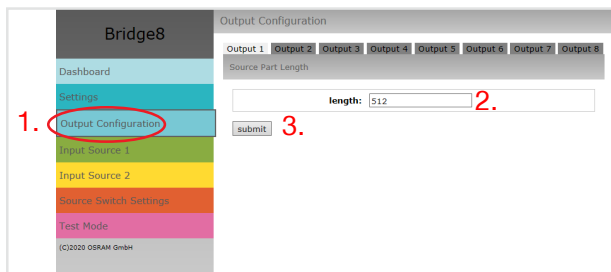 Bridge8
Dashboard
Settings
1. Output Configuration
Input Source 1
Input Source 2
Source Switch Settings
Test Mode
(C)2020 OSRAM GmbH
Output Configuration
Output 1 Output 2 Output 3 Output 4 Output 5 Output 6 Output 7 Output 8
Source Part Length
length: 512 2.
submit 3.